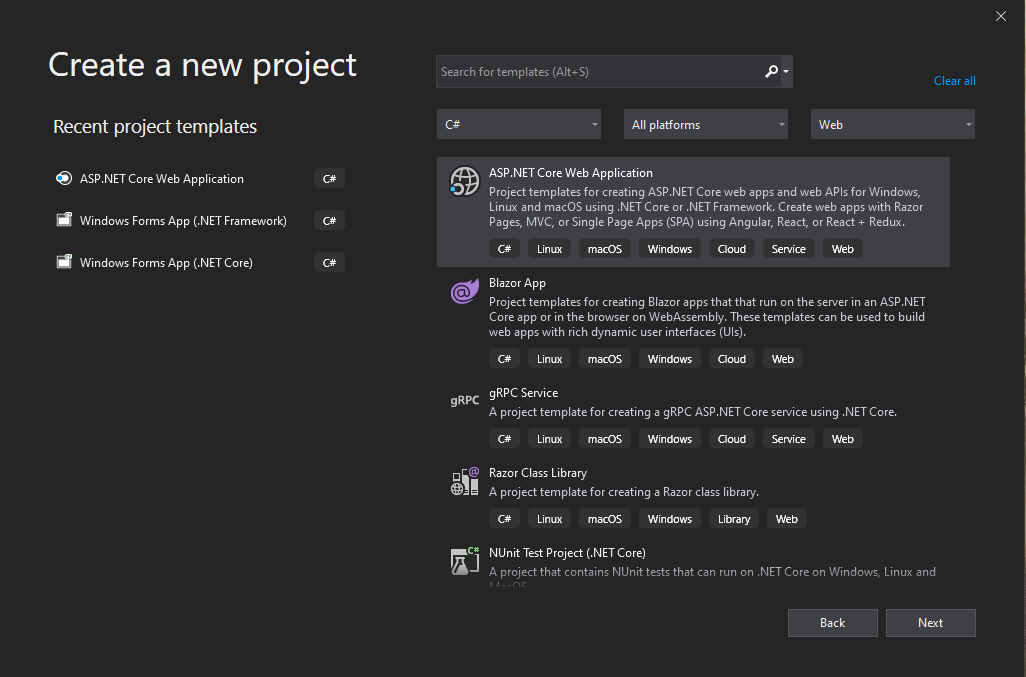 Create a new project
Recent project templates
ASP.NET Core Web Application C#
Windows Forms App (.NET Framework) C#
Windows Forms App (.NET Core) C#
Search for templates (Alt+S)
Clear all
C# All platforms Web
ASP.NET Core Web Application
Project templates for creating ASP.NET Core web apps and web APIs for Windows,
Linux and macOS using .NET Core or .NET Framework. Create web apps with Razor
Pages, MVC, or Single Page Apps (SPA) using Angular, React, or React + Redux.
C# Linux macOS Windows Cloud Service Web
Blazor App
Project templates for creating Blazor apps that that run on the server in an ASP.NET
Core app or in the browser on WebAssembly. These templates can be used to build
web apps with rich dynamic user interfaces (UIs).
C# Linux macOS Windows Cloud Web
gRPC
gRPC Service
A project template for creating a gRPC ASP.NET Core service using .NET Core.
C# Linux macOS Windows Cloud Service Web
Razor Class Library
A project template for creating a Razor class library.
C# Linux macOS Windows Library Web
C#
NUnit Test Project (.NET Core)
A project that contains NUnit tests that can run on .NET Core on Windows, Linux and
MacOS.
Back Next